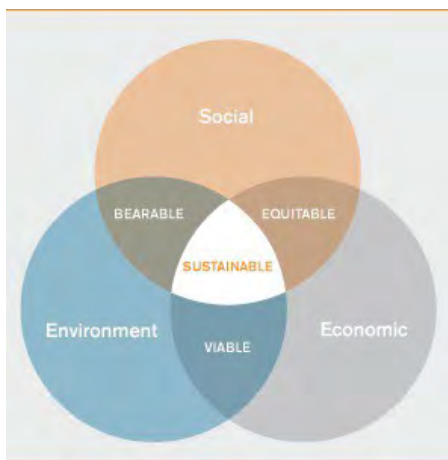 Social
BEARABLE
EQUITABLE
SUSTAINABLE
Environment
Economic
VIABLE